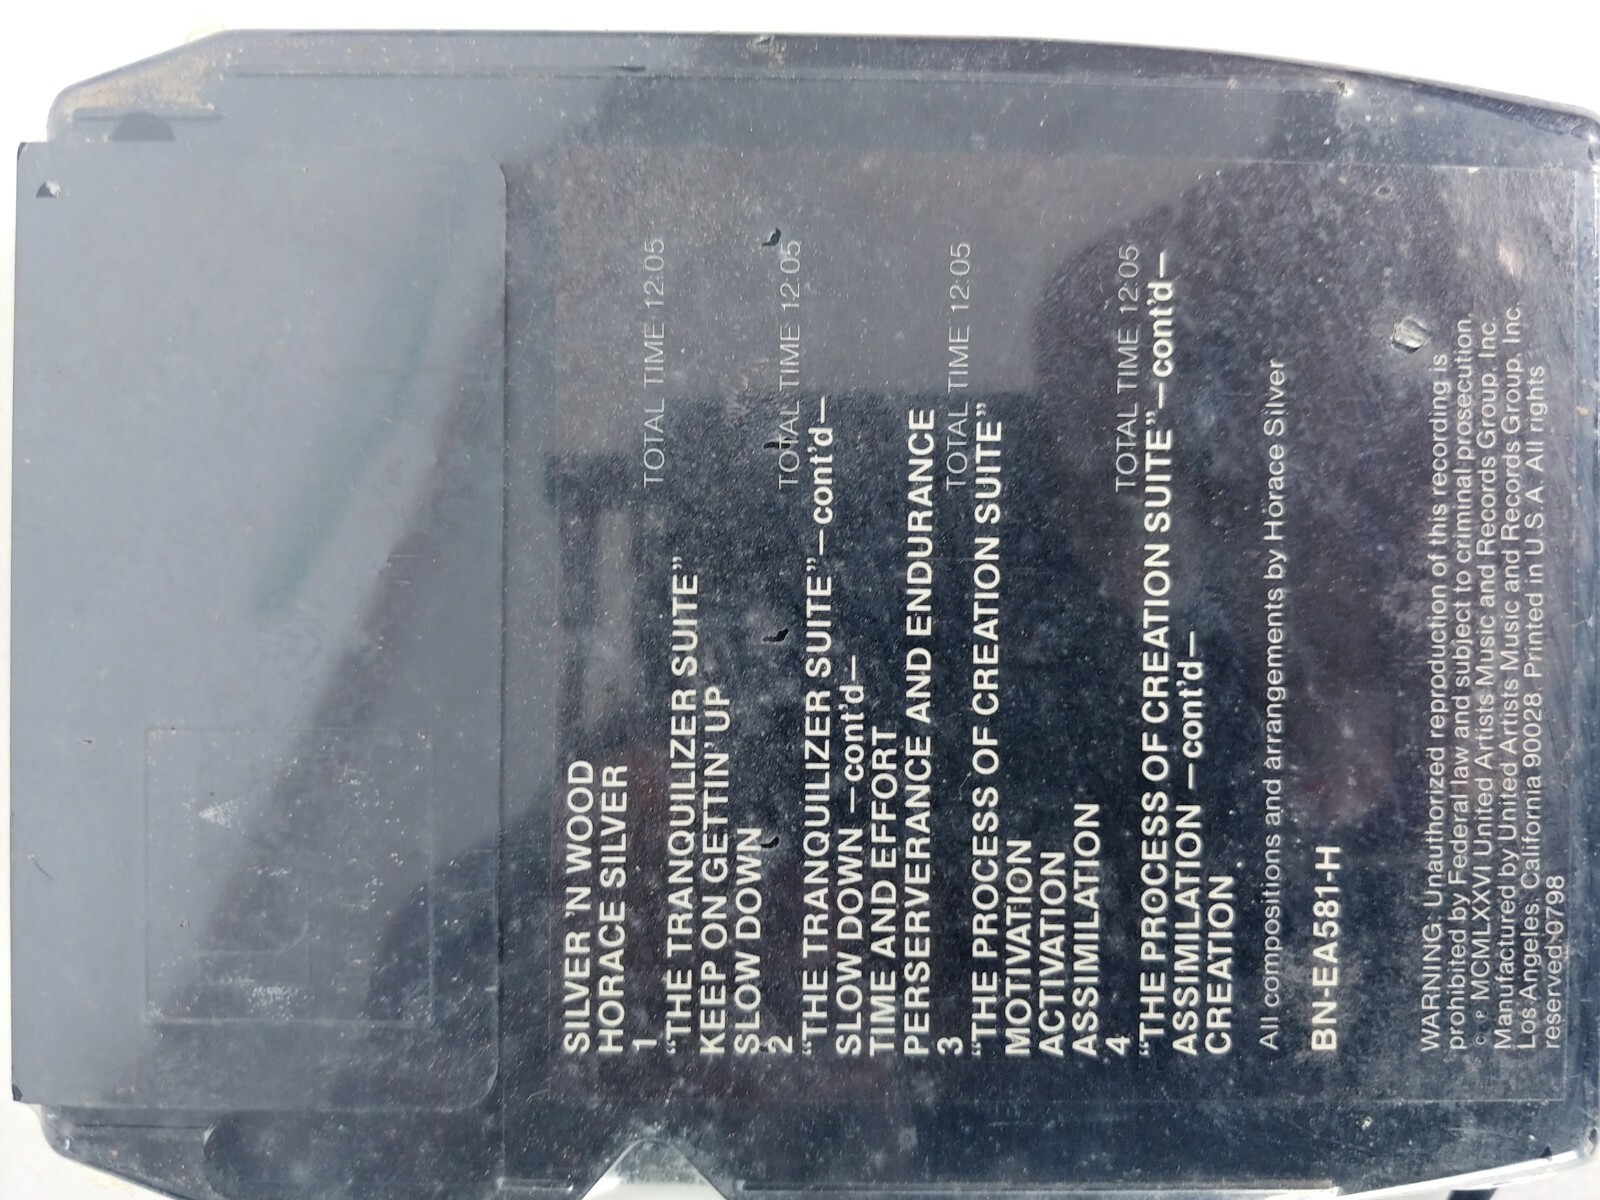 SILVER 'N WOOD
HORACE SILVER
1 TOTAL TIME 12:05
"THE TRANQUILIZER SUITE"
KEEP ON GETTIN' UP
SLOW DOWN
2 TOTAL TIME 12:05
"THE TRANQUILIZER SUITE"—cont'd—
SLOW DOWN —cont'd—
TIME AND EFFORT
PERSERVERANCE AND ENDURANCE
3 TOTAL TIME 12:05
"THE PROCESS OF CREATION SUITE"
MOTIVATION
ACTIVATION
ASSIMILATION
4 TOTAL TIME 12:05
"THE PROCESS OF CREATION SUITE"—cont'd—
ASSIMILATION —cont'd—
CREATION
All compositions and arrangements by Horace Silver
BN-EA581-H
WARNING: Unauthorized reproduction of this recording is
prohibited by Federal law and subject to criminal prosecution.
© ℗ MCMLXXVI United Artists Music and Records Group, Inc.
Manufactured by United Artists Music and Records Group, Inc.
Los Angeles, California 90028. Printed in U.S.A. All rights
reserved 0798